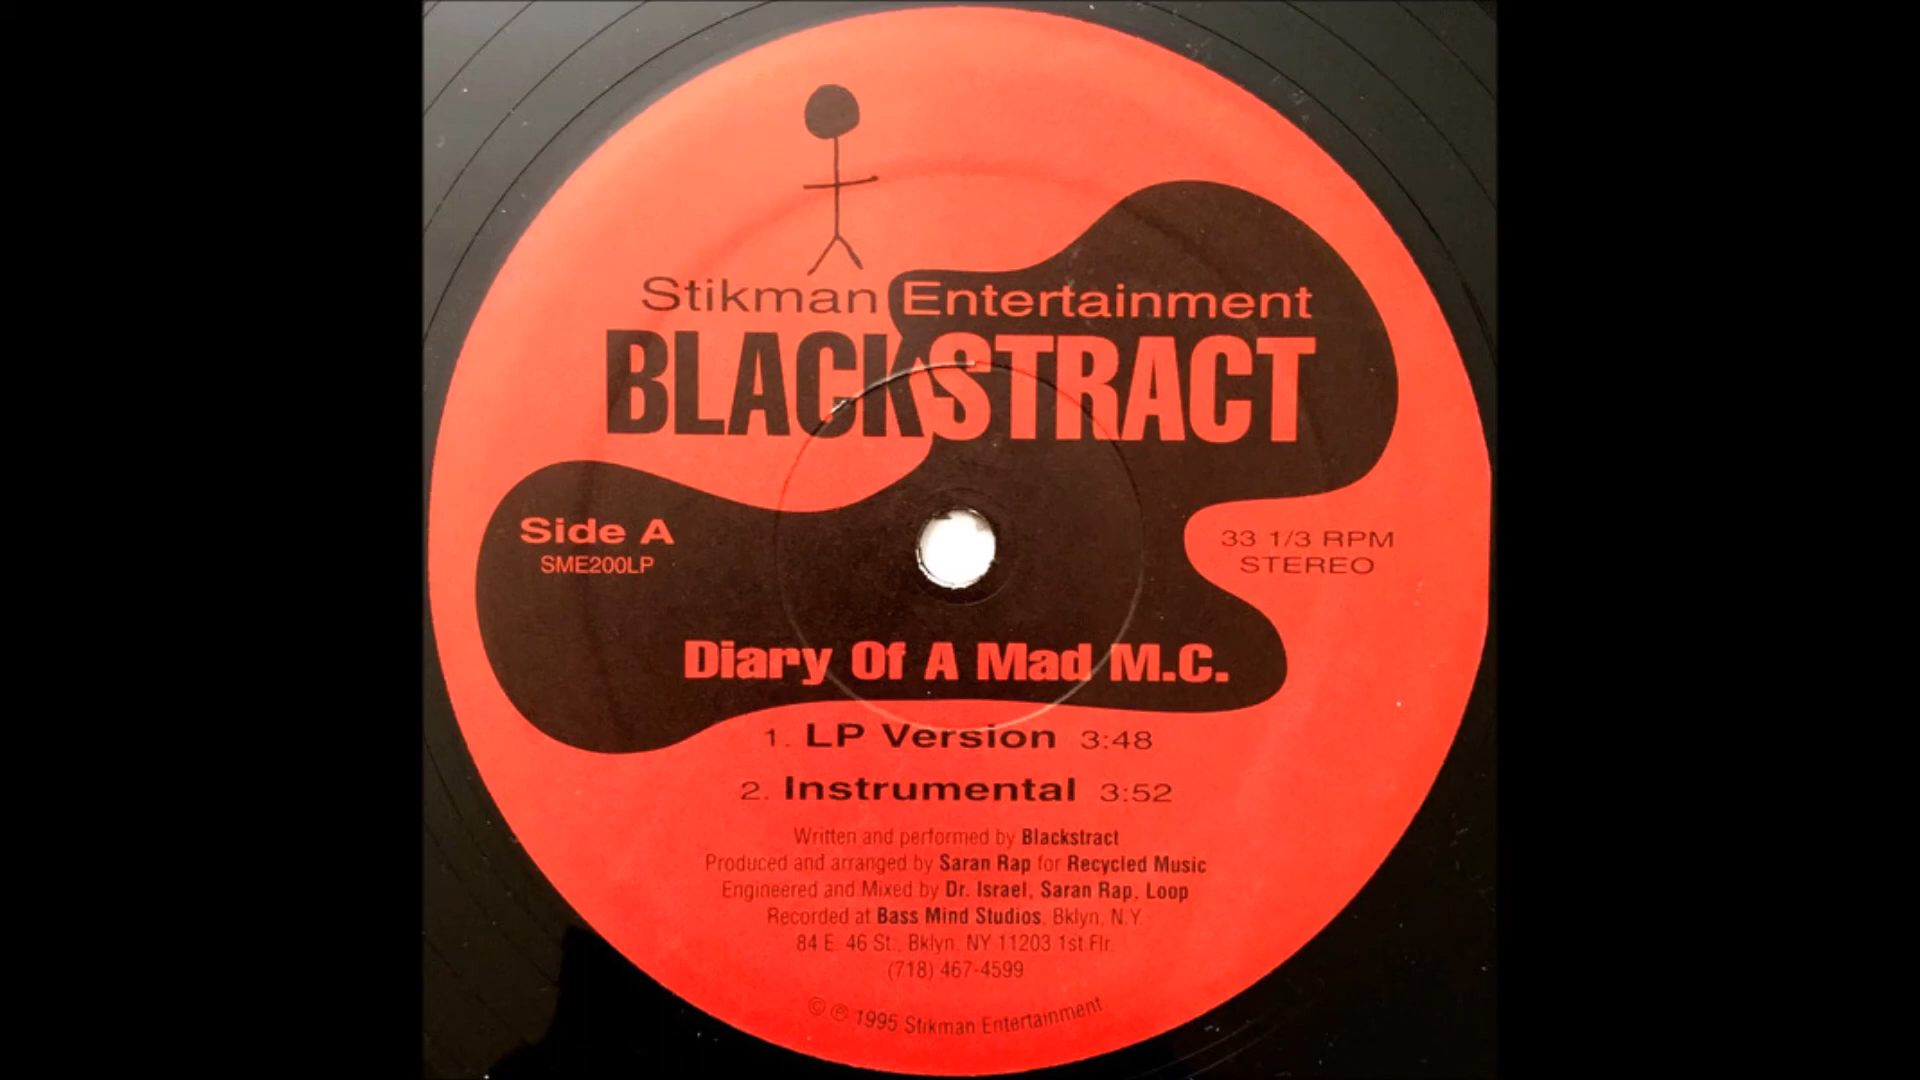 Stikman Entertainment
BLACKSTRACT
Side A
SME200LP
33 1/3 RPM
STEREO
Diary Of A Mad M.C.
1. LP Version 3:48
2. Instrumental 3:52
Written and performed by Blackstract
Produced and arranged by Saran Rap for Recycled Music
Engineered and Mixed by Dr. Israel, Saran Rap, Loop
Recorded at Bass Mind Studios, Bklyn, N.Y.
84 E. 46 St., Bklyn, NY 11203 1st Flr.
(718) 467-4599
© ℗ 1995 Stikman Entertainment